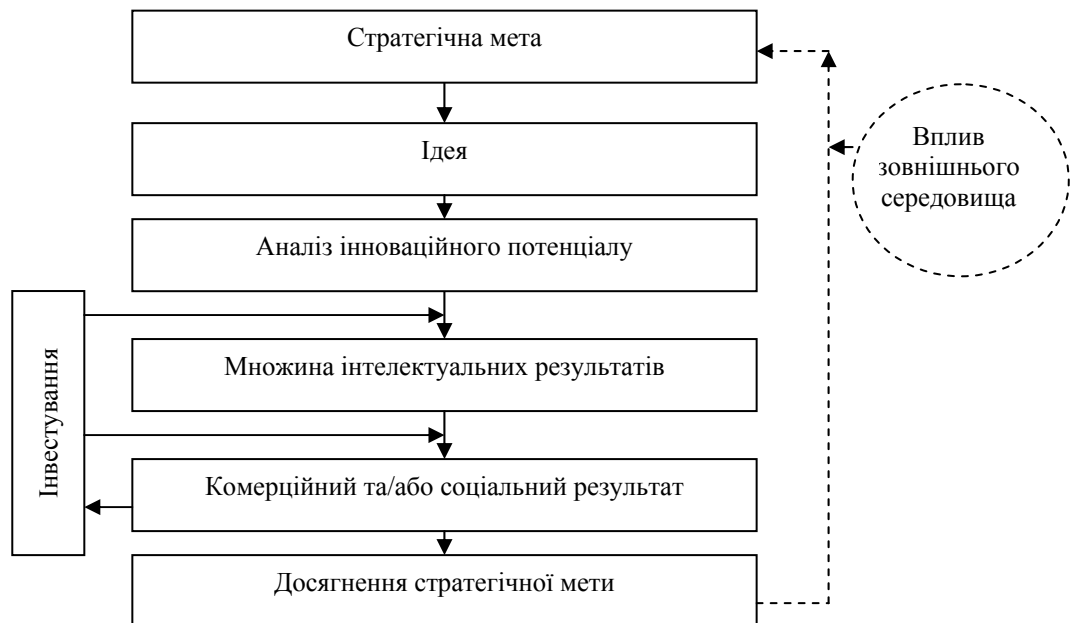 Стратегічна мета
Ідея
Аналіз інноваційного потенціалу
Множина інтелектуальних результатів
Комерційний та/або соціальний результат
Досягнення стратегічної мети
Інвестування
Вплив
зовнішнього
середовища